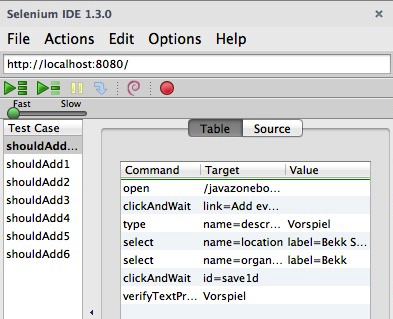 Selenium IDE 1.3.0
File Actions Edit Options Help
http://localhost:8080/
Fast Slow
Table Source
Test Case
shouldAdd...
shouldAdd1
shouldAdd2
shouldAdd3
shouldAdd4
shouldAdd5
shouldAdd6
Command Target Value
open /javazonebo...
clickAndWait link=Add ev...
type name=descr... Vorspiel
select name=location label=Bekk S...
select name=organ... label=Bekk
clickAndWait id=save1d
verifyTextPr... Vorspiel